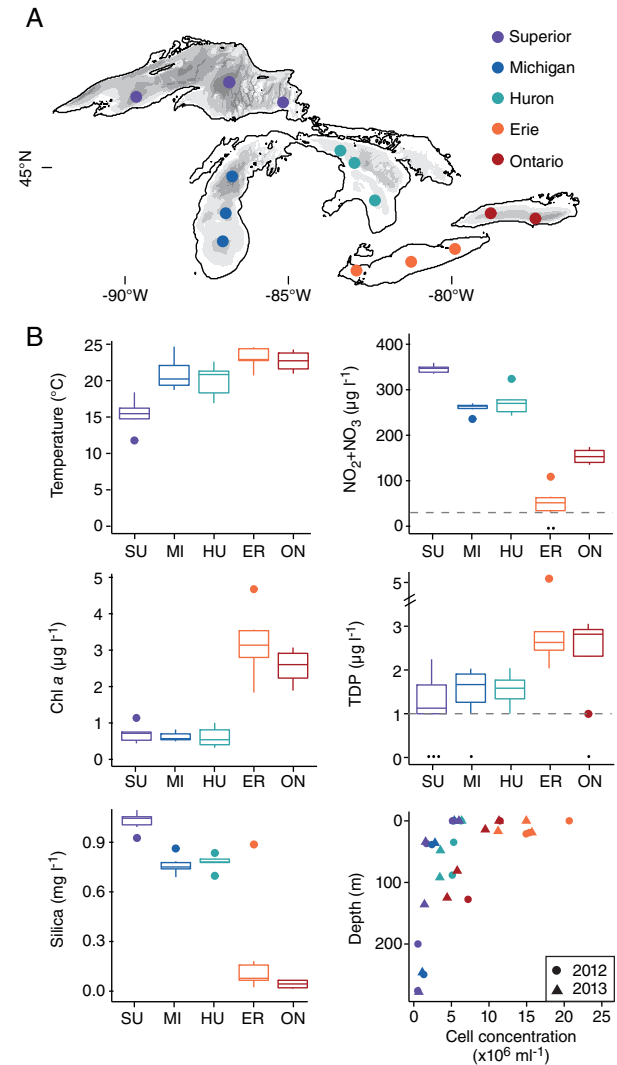 A
Superior
Michigan
Huron
Erie
Ontario
45°N
-90°W
-85°W
-80°W
B
Temperature (°C)
25
20
15
10
5
0
SU MI HU ER ON
NO2+NO3 (µg l-1)
400
300
200
100
0
SU MI HU ER ON
Chl a (µg l-1)
5
4
3
2
1
0
SU MI HU ER ON
TDP (µg l-1)
5
3
2
1
0
SU MI HU ER ON
Silica (mg l-1)
0.9
0.6
0.3
0.0
SU MI HU ER ON
Depth (m)
0
100
200
2012
2013
0 5 10 15 20 25
Cell concentration
(x10⁶ ml-1)